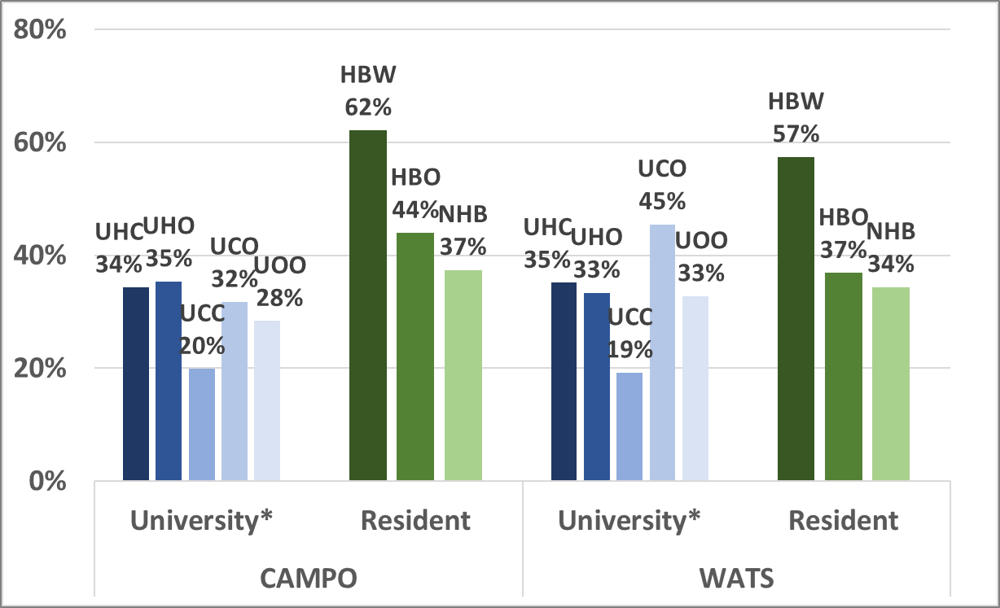 80%
60%
40%
20%
0%
UHC
34%
UHO
35%
UCC
20%
UCO
32%
UOO
28%
HBW
62%
HBO
44%
NHB
37%
UHC
35%
UHO
33%
UCC
19%
UCO
45%
UOO
33%
HBW
57%
HBO
37%
NHB
34%
University*
Resident
University*
Resident
CAMPO
WATS